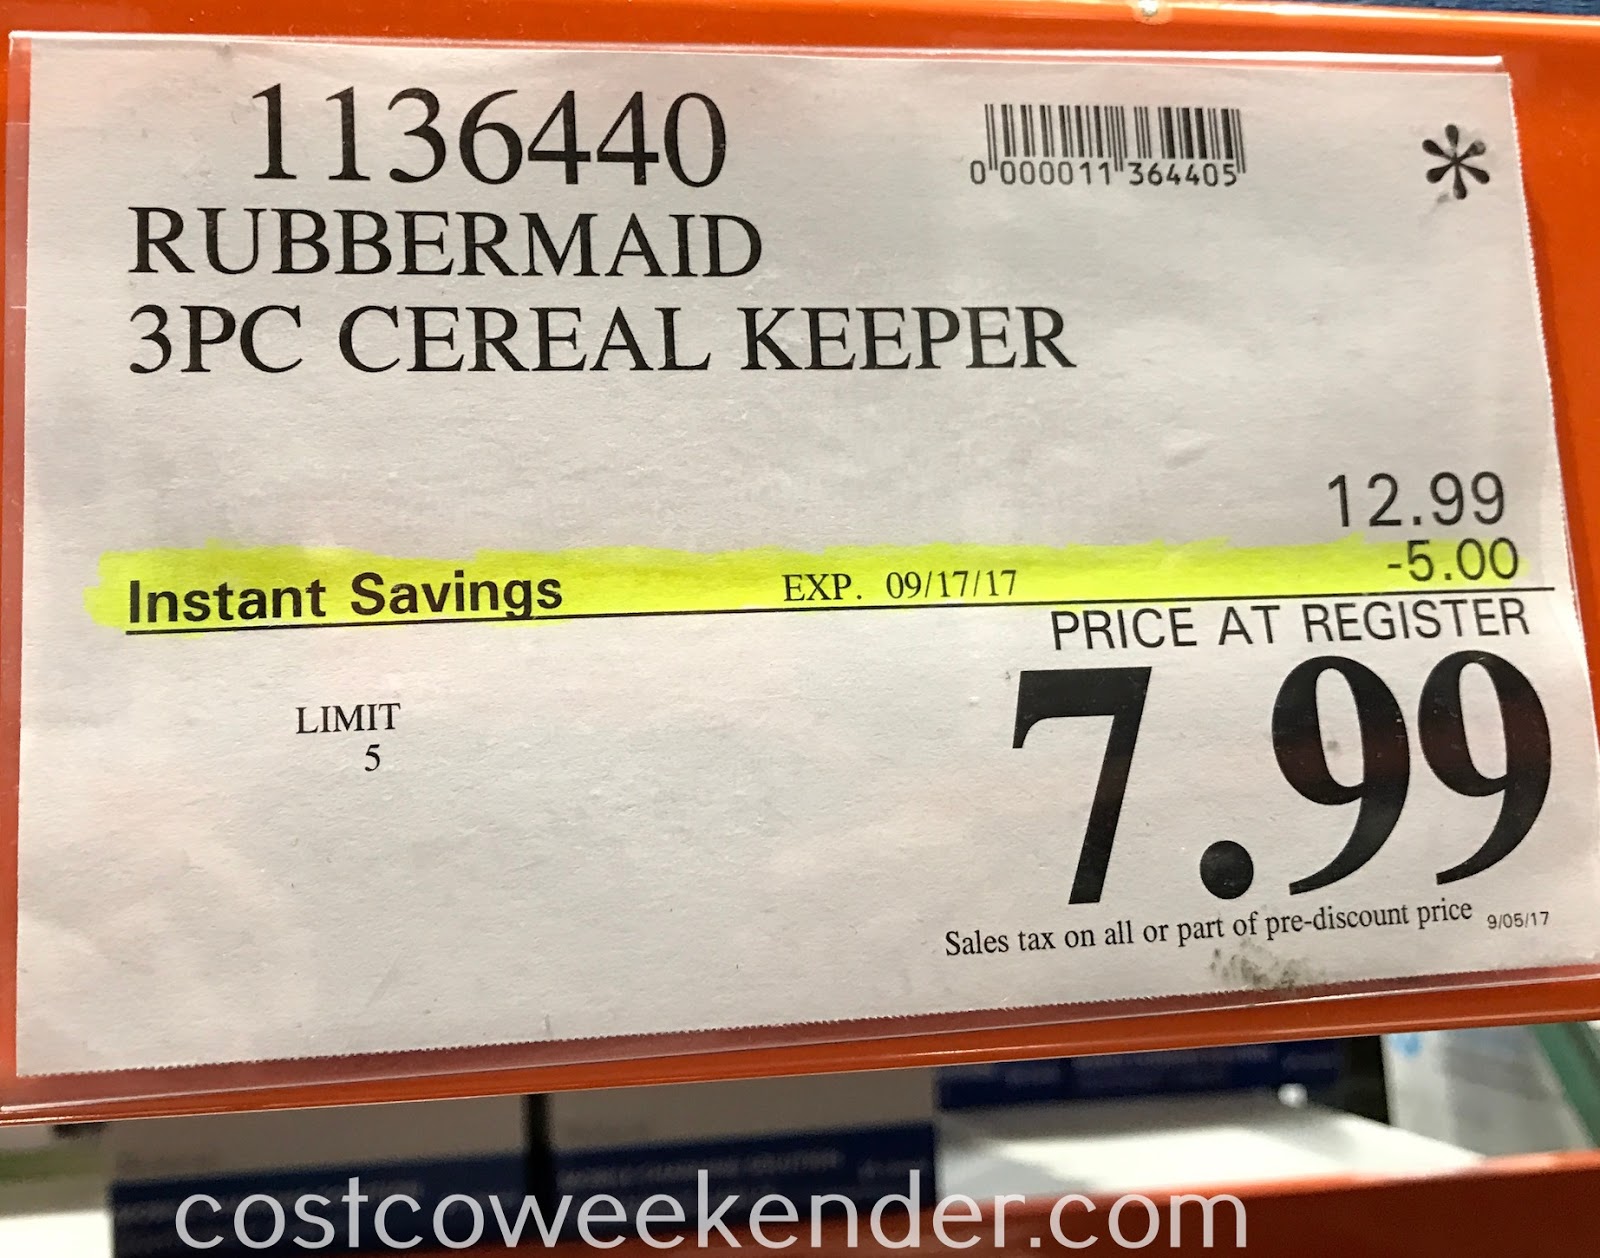 1136440
0 000011 364405
*
RUBBERMAID
3PC CEREAL KEEPER
12.99
Instant Savings EXP. 09/17/17 -5.00
PRICE AT REGISTER
7.99
LIMIT
5
Sales tax on all or part of pre-discount price 9/05/17
costcoweekender.com